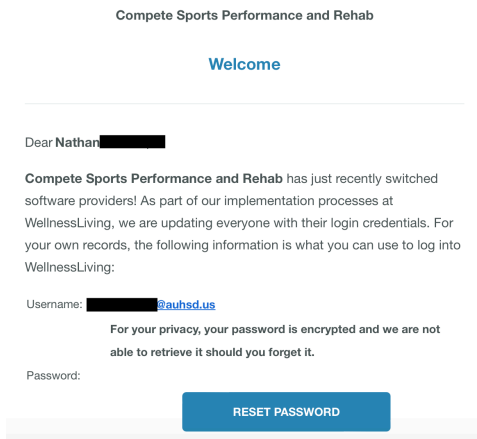 Compete Sports Performance and Rehab
Welcome
Dear Nathan
Compete Sports Performance and Rehab has just recently switched
software providers! As part of our implementation processes at
WellnessLiving, we are updating everyone with their login credentials. For
your own records, the following information is what you can use to log into
WellnessLiving:
Username: @auhsd.us
For your privacy, your password is encrypted and we are not
able to retrieve it should you forget it.
Password:
RESET PASSWORD